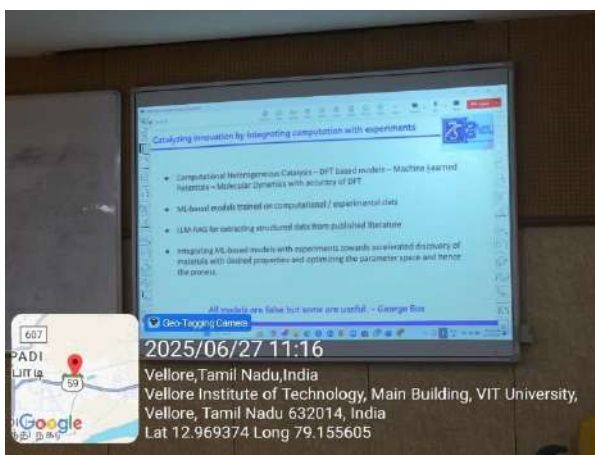 Catalyzing innovation by integrating computation with experiments
Computational Heterogeneous Catalysis – DFT based models – Machine Learned
Potentials – Molecular Dynamics with accuracy of DFT
ML-based models trained on computational / experimental data
LLM-RAG for extracting structured data from published literature
Integrating ML-based models with experiments towards accelerated discovery of
materials with desired properties and optimizing the parameter space and hence
the process.
All models are false but some are useful. – George Box
Geo-Tagging Camera
607
PADI
59
Google
2025/06/27 11:16
Vellore,Tamil Nadu,India
Vellore Institute of Technology, Main Building, VIT University,
Vellore, Tamil Nadu 632014, India
Lat 12.969374 Long 79.155605